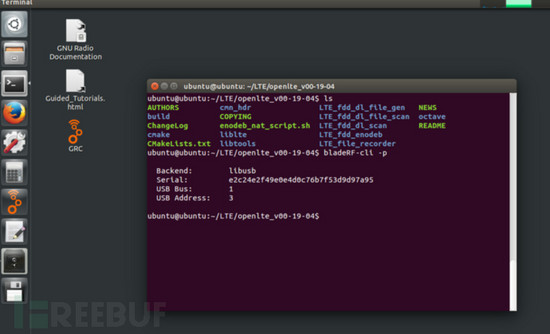 Terminal
GNU Radio
Documentation
Guided_Tutorials.
html
GRC
ubuntu@ubuntu: ~/LTE/openlte_v00-19-04
ubuntu@ubuntu:~/LTE/openlte_v00-19-04$ ls
AUTHORS cmn_hdr LTE_fdd_dl_file_gen NEWS
build COPYING LTE_fdd_dl_file_scan octave
ChangeLog enodeb_nat_script.sh LTE_fdd_dl_scan README
cmake liblte LTE_fdd_enodeb
CMakeLists.txt libtools LTE_file_recorder
ubuntu@ubuntu:~/LTE/openlte_v00-19-04$ bladeRF-cli -p
Backend: libusb
Serial: e2c24e2f49e0e4d0c76b7f53d9d97a95
USB Bus: 1
USB Address: 3
ubuntu@ubuntu:~/LTE/openlte_v00-19-04$
FREEBUF